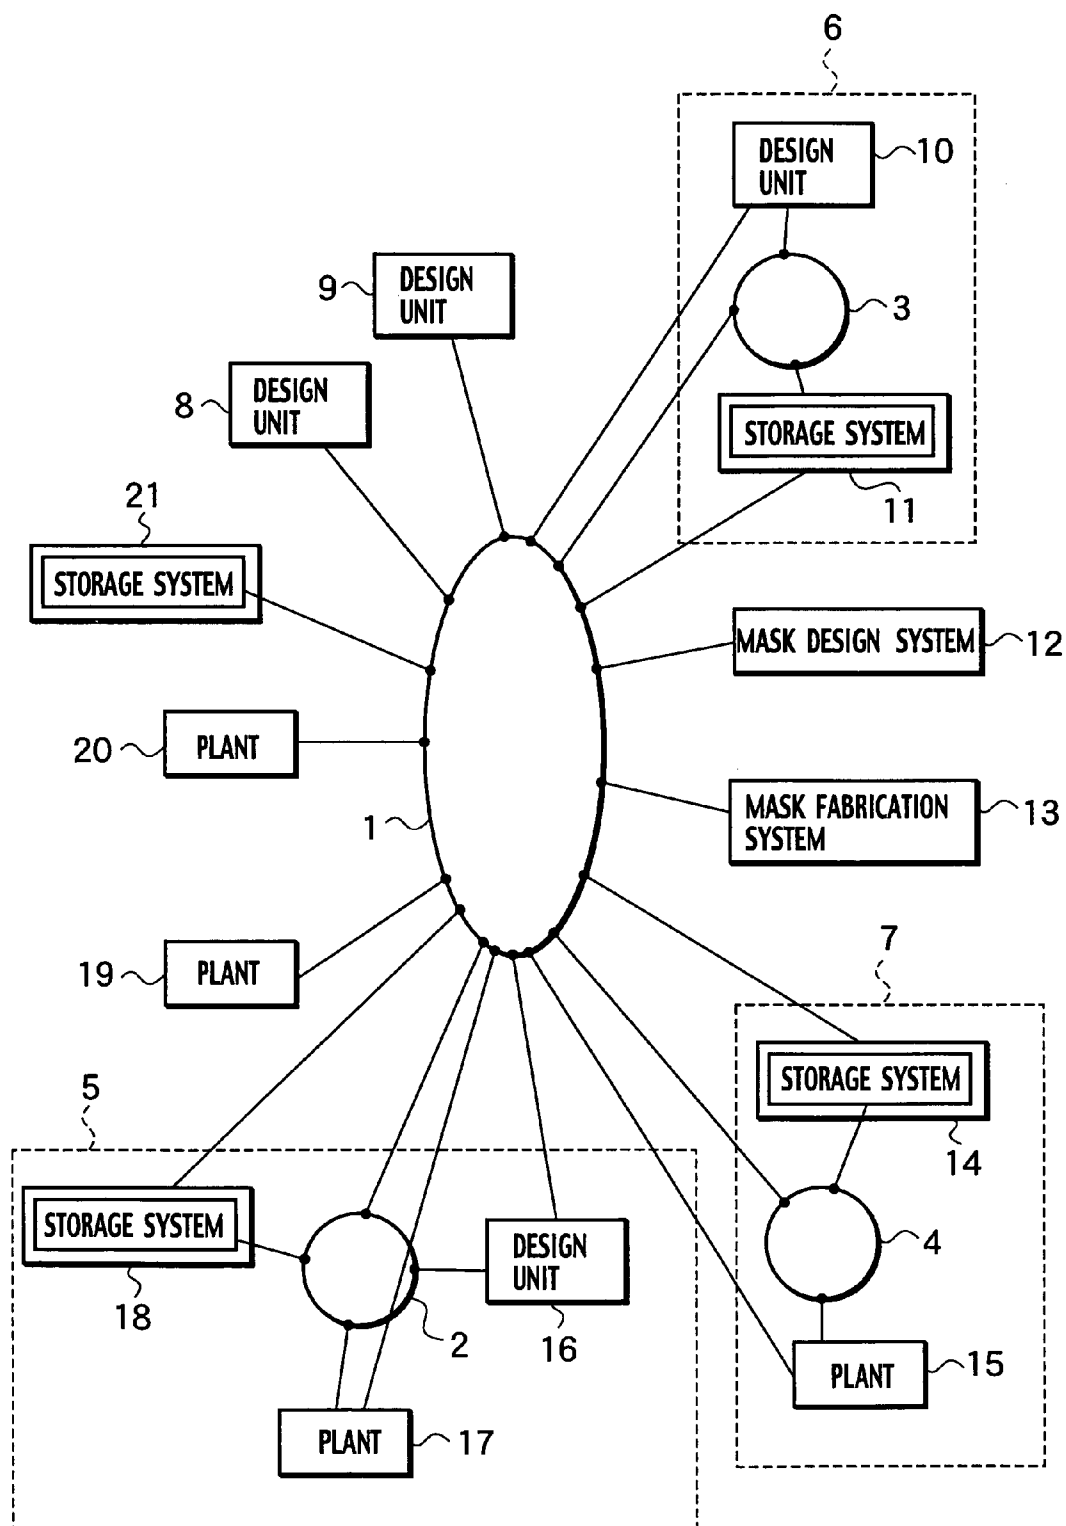 6
DESIGN
UNIT
10
3
STORAGE SYSTEM
11
9
DESIGN
UNIT
8
DESIGN
UNIT
21
STORAGE SYSTEM
MASK DESIGN SYSTEM
12
20
PLANT
1
MASK FABRICATION
SYSTEM
13
19
PLANT
7
STORAGE SYSTEM
14
4
PLANT
15
5
STORAGE SYSTEM
18
2
DESIGN
UNIT
16
PLANT
17